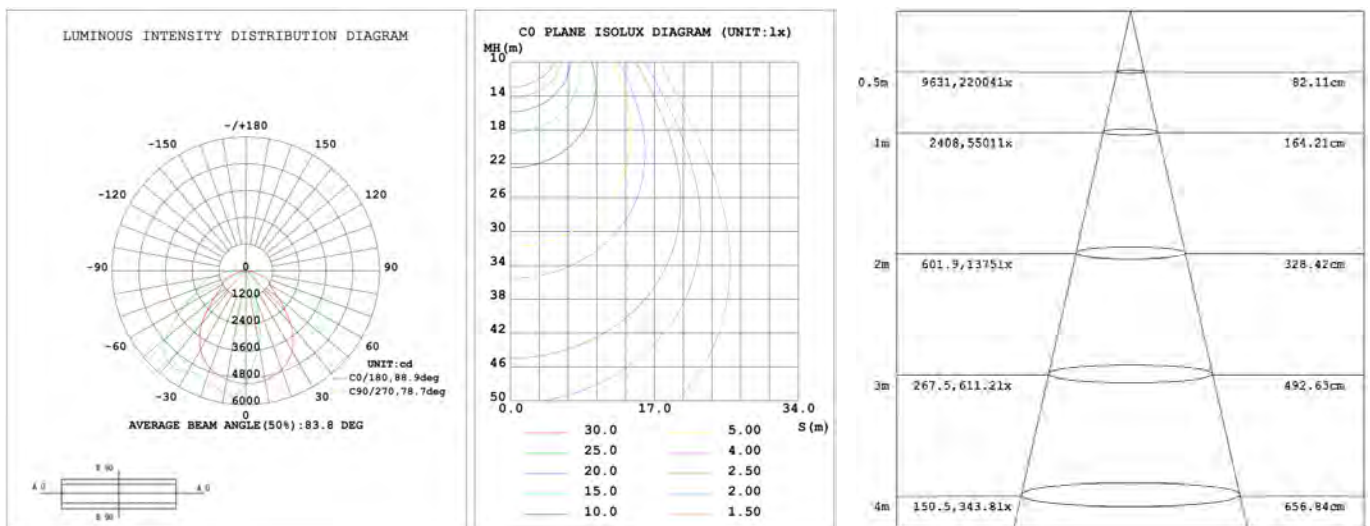 LUMINOUS INTENSITY DISTRIBUTION DIAGRAM
-/+180
-150 150
-120 120
-90 0 90
1200
2400
-60 3600 60
UNIT:cd
4800 C0/180,88.9deg
-30 30 C90/270,78.7deg
6000
0
AVERAGE BEAM ANGLE(50%):83.8 DEG
A 0 A 0
C0 PLANE ISOLUX DIAGRAM (UNIT:lx)
MH(m)
10
14
18
22
26
30
34
38
42
46
50
0.0 17.0 34.0
S(m)
30.0 5.00
25.0 4.00
20.0 2.50
15.0 2.00
10.0 1.50
0.5m 9631,22004lx 82.11cm
1m 2408,5501lx 164.21cm
2m 601.9,1375lx 328.42cm
3m 267.5,611.2lx 492.63cm
4m 150.5,343.8lx 656.84cm